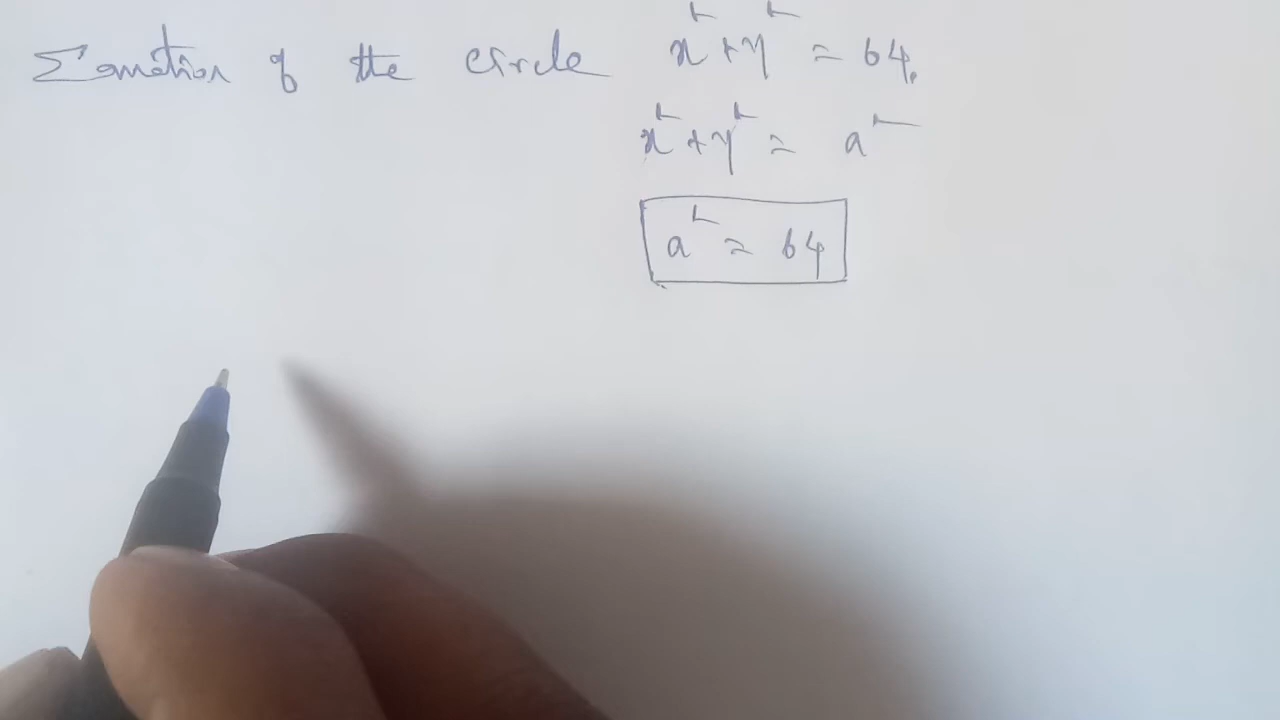 Equation of the circle x² + y² = 64.
x² + y² = a²
a² = 64